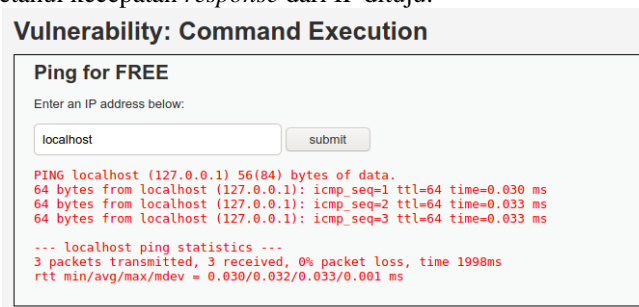 kecepatan response dari IP dituju.
Vulnerability: Command Execution
Ping for FREE
Enter an IP address below:
localhost
submit
PING localhost (127.0.0.1) 56(84) bytes of data.
64 bytes from localhost (127.0.0.1): icmp_seq=1 ttl=64 time=0.030 ms
64 bytes from localhost (127.0.0.1): icmp_seq=2 ttl=64 time=0.033 ms
64 bytes from localhost (127.0.0.1): icmp_seq=3 ttl=64 time=0.033 ms
--- localhost ping statistics ---
3 packets transmitted, 3 received, 0% packet loss, time 1998ms
rtt min/avg/max/mdev = 0.030/0.032/0.033/0.001 ms